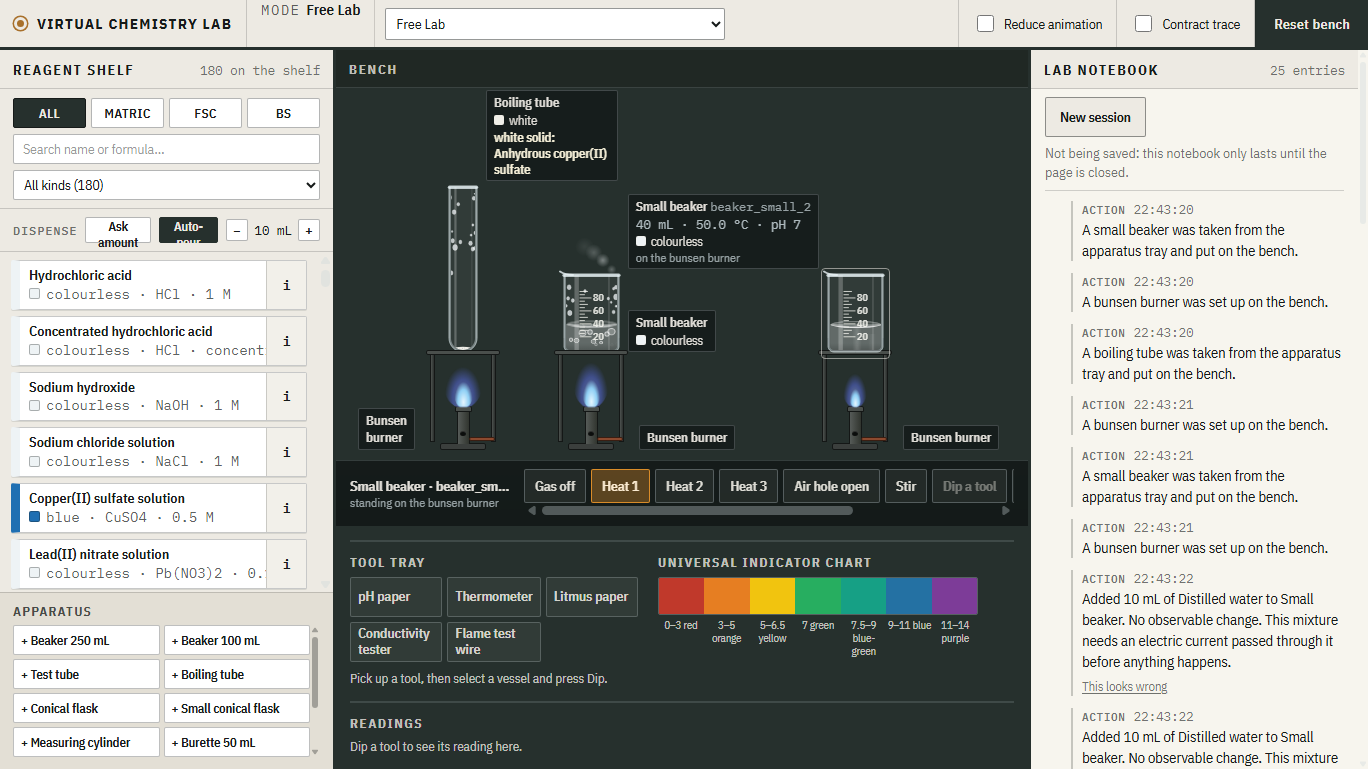 VIRTUAL CHEMISTRY LAB
MODE Free Lab
Free Lab
Reduce animation
Contract trace
Reset bench
REAGENT SHELF
180 on the shelf
ALL
MATRIC
FSC
BS
Search name or formula...
All kinds (180)
DISPENSE
Ask
amount
Auto-
pour
−
10 mL
+
Hydrochloric acid
colourless · HCl · 1 M
i
Concentrated hydrochloric acid
colourless · HCl · concent
i
Sodium hydroxide
colourless · NaOH · 1 M
i
Sodium chloride solution
colourless · NaCl · 1 M
i
Copper(II) sulfate solution
blue · CuSO4 · 0.5 M
i
Lead(II) nitrate solution
colourless · Pb(NO3)2 · 0.
i
APPARATUS
+ Beaker 250 mL
+ Beaker 100 mL
+ Test tube
+ Boiling tube
+ Conical flask
+ Small conical flask
+ Measuring cylinder
+ Burette 50 mL
BENCH
Boiling tube
white
white solid:
Anhydrous copper(II)
sulfate
Small beaker beaker_small_2
40 mL · 50.0 °C · pH 7
colourless
on the bunsen burner
80
60
40
20
Small beaker
colourless
80
60
40
20
Bunsen
burner
Bunsen burner
Bunsen burner
Small beaker · beaker_sm...
standing on the bunsen burner
Gas off
Heat 1
Heat 2
Heat 3
Air hole open
Stir
Dip a tool
TOOL TRAY
pH paper
Thermometer
Litmus paper
Conductivity
tester
Flame test
wire
Pick up a tool, then select a vessel and press Dip.
UNIVERSAL INDICATOR CHART
0–3 red
3–5
orange
5–6.5
yellow
7 green
7.5–9
blue-
green
9–11 blue
11–14
purple
READINGS
Dip a tool to see its reading here.
LAB NOTEBOOK
25 entries
New session
Not being saved: this notebook only lasts until the
page is closed.
ACTION 22:43:20
A small beaker was taken from the
apparatus tray and put on the bench.
ACTION 22:43:20
A bunsen burner was set up on the bench.
ACTION 22:43:20
A boiling tube was taken from the apparatus
tray and put on the bench.
ACTION 22:43:21
A bunsen burner was set up on the bench.
ACTION 22:43:21
A small beaker was taken from the
apparatus tray and put on the bench.
ACTION 22:43:21
A bunsen burner was set up on the bench.
ACTION 22:43:22
Added 10 mL of Distilled water to Small
beaker. No observable change. This mixture
needs an electric current passed through it
before anything happens.
This looks wrong
ACTION 22:43:22
Added 10 mL of Distilled water to Small
beaker. No observable change. This mixture